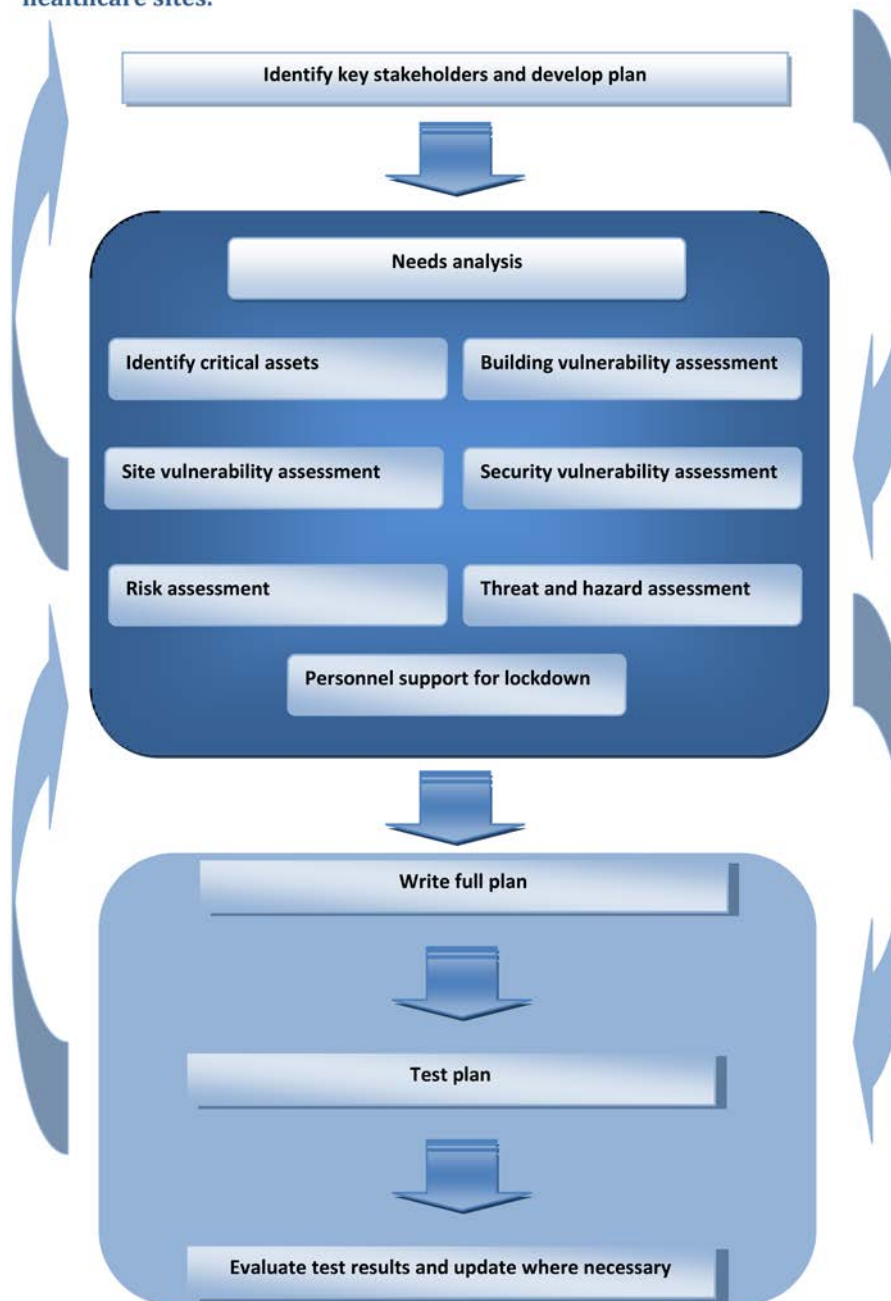 healthcare sites.
Identify key stakeholders and develop plan
Needs analysis
Identify critical assets
Building vulnerability assessment
Site vulnerability assessment
Security vulnerability assessment
Risk assessment
Threat and hazard assessment
Personnel support for lockdown
Write full plan
Test plan
Evaluate test results and update where necessary